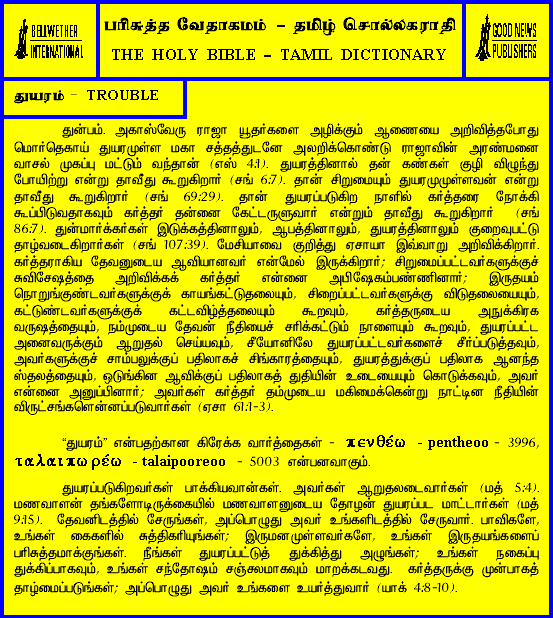 BELLWETHER
INTERNATIONAL
பரிசுத்த வேதாகமம் - தமிழ் சொல்லகராதி
THE HOLY BIBLE - TAMIL DICTIONARY
GOOD NEWS
PUBLISHERS
துயரம் - TROUBLE
துன்பம். அகாஸ்வேரு ராஜா யூதர்களை அழிக்கும் ஆணையை அறிவித்தபோது
மொர்தெகாய் துயரமுள்ள மகா சத்தத்துடனே அலறிக்கொண்டு ராஜாவின் அரண்மனை
வாசல் முகப்பு மட்டும் வந்தான் (எஸ் 4:1). துயரத்தினால் தன் கண்கள் குழி விழுந்து
போயிற்று என்று தாவீது கூறுகிறார் (சங் 6:7). தான் சிறுமையும் துயரமுமுள்ளவன் என்று
தாவீது கூறுகிறார் (சங் 69:29). தான் துயரப்படுகிற நாளில் கர்த்தரை நோக்கி
கூப்பிடுவதாகவும் கர்த்தர் தன்னை கேட்டருளுவார் என்றும் தாவீது கூறுகிறார் (சங்
86:7). துன்மார்க்கர்கள் இடுக்கத்தினாலும், ஆபத்தினாலும், துயரத்தினாலும் குறைவுபட்டு
தாழ்வடைகிறார்கள் (சங் 107:39). மேசியாவை குறித்து ஏசாயா இவ்வாறு அறிவிக்கிறார்.
கர்த்தராகிய தேவனுடைய ஆவியானவர் என்மேல் இருக்கிறார்; சிறுமைப்பட்டவர்களுக்குச்
சுவிசேஷத்தை அறிவிக்கக் கர்த்தர் என்னை அபிஷேகம்பண்ணினார்; இருதயம்
நொறுங்குண்டவர்களுக்குக் காயங்கட்டுதலையும், சிறைப்பட்டவர்களுக்கு விடுதலையையும்,
கட்டுண்டவர்களுக்குக் கட்டவிழ்த்தலையும் கூறவும், கர்த்தருடைய அநுக்கிரக
வருஷத்தையும், நம்முடைய தேவன் நீதியைச் சரிக்கட்டும் நாளையும் கூறவும், துயரப்பட்ட
அனைவருக்கும் ஆறுதல் செய்யவும், சீயோனிலே துயரப்பட்டவர்களைச் சீர்ப்படுத்தவும்,
அவர்களுக்குச் சாம்பலுக்குப் பதிலாகச் சிங்காரத்தையும், துயரத்துக்குப் பதிலாக ஆனந்த
ஸ்தலத்தையும், ஒடுங்கின ஆவிக்குப் பதிலாகத் துதியின் உடையையும் கொடுக்கவும், அவர்
என்னை அனுப்பினார்; அவர்கள் கர்த்தர் தம்முடைய மகிமைக்கென்று நாட்டின நீதியின்
விருட்சங்களென்னப்படுவார்கள் (ஏசா 61:1-3).
"துயரம்" என்பதற்கான கிரேக்க வார்த்தைகள் - πενθέω - pentheoo - 3996,
ταλαιπωρέω - talaipooreoo - 5003 என்பனவாகும்.
துயரப்படுகிறவர்கள் பாக்கியவான்கள். அவர்கள் ஆறுதலடைவார்கள் (மத் 5:4).
மணவாளன் தங்களோடிருக்கையில் மணவாளனுடைய தோழன் துயரப்பட மாட்டார்கள் (மத்
9:15). தேவனிடத்தில் சேருங்கள், அப்பொழுது அவர் உங்களிடத்தில் சேருவார். பாவிகளே,
உங்கள் கைகளில் சுத்திகரியுங்கள்; இருமனமுள்ளவர்களே, உங்கள் இருதயங்களைப்
பரிசுத்தமாக்குங்கள். நீங்கள் துயரப்பட்டுத் துக்கித்து அழுங்கள்; உங்கள் நகைப்பு
துக்கிப்பாகவும், உங்கள் சந்தோஷம் சஞ்சலமாகவும் மாறக்கடவது. கர்த்தருக்கு முன்பாகத்
தாழ்மைப்படுங்கள்; அப்பொழுது அவர் உங்களை உயர்த்துவார் (யாக் 4:8-10).